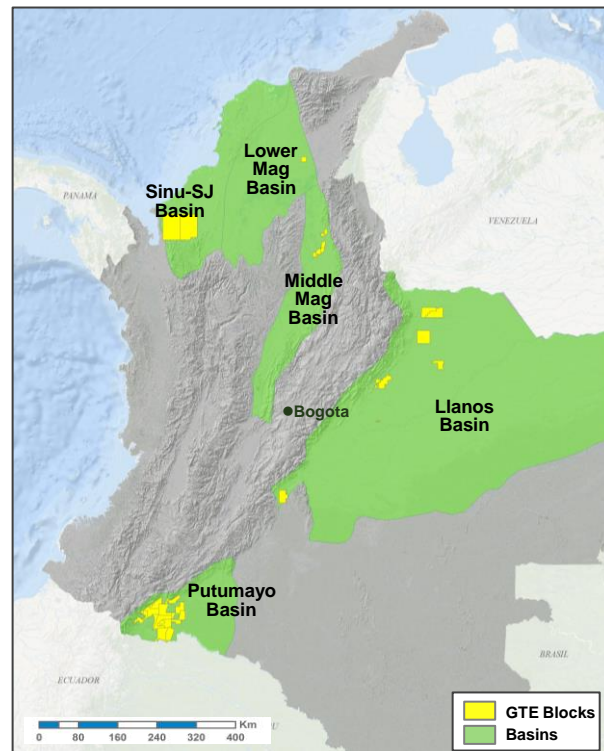 Lower
Mag
Basin
Sinu-SJ
Basin
PANAMA
VENEZUELA
Middle
Mag
Basin
Llanos
Basin
Bogota
Putumayo
Basin
BRASIL
ECUADOR
GTE Blocks
Basins
Km
0 80 160 240 320 400